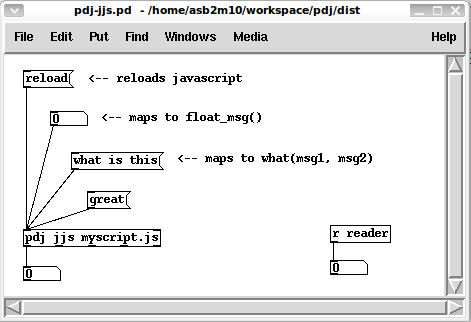 pdj-jjs.pd - /home/asb2m10/workspace/pdj/dist
File Edit Put Find Windows Media Help
reload <-- reloads javascript
0 <-- maps to float_msg()
what is this <-- maps to what(msg1, msg2)
great
pdj jjs myscript.js
r reader
0
0